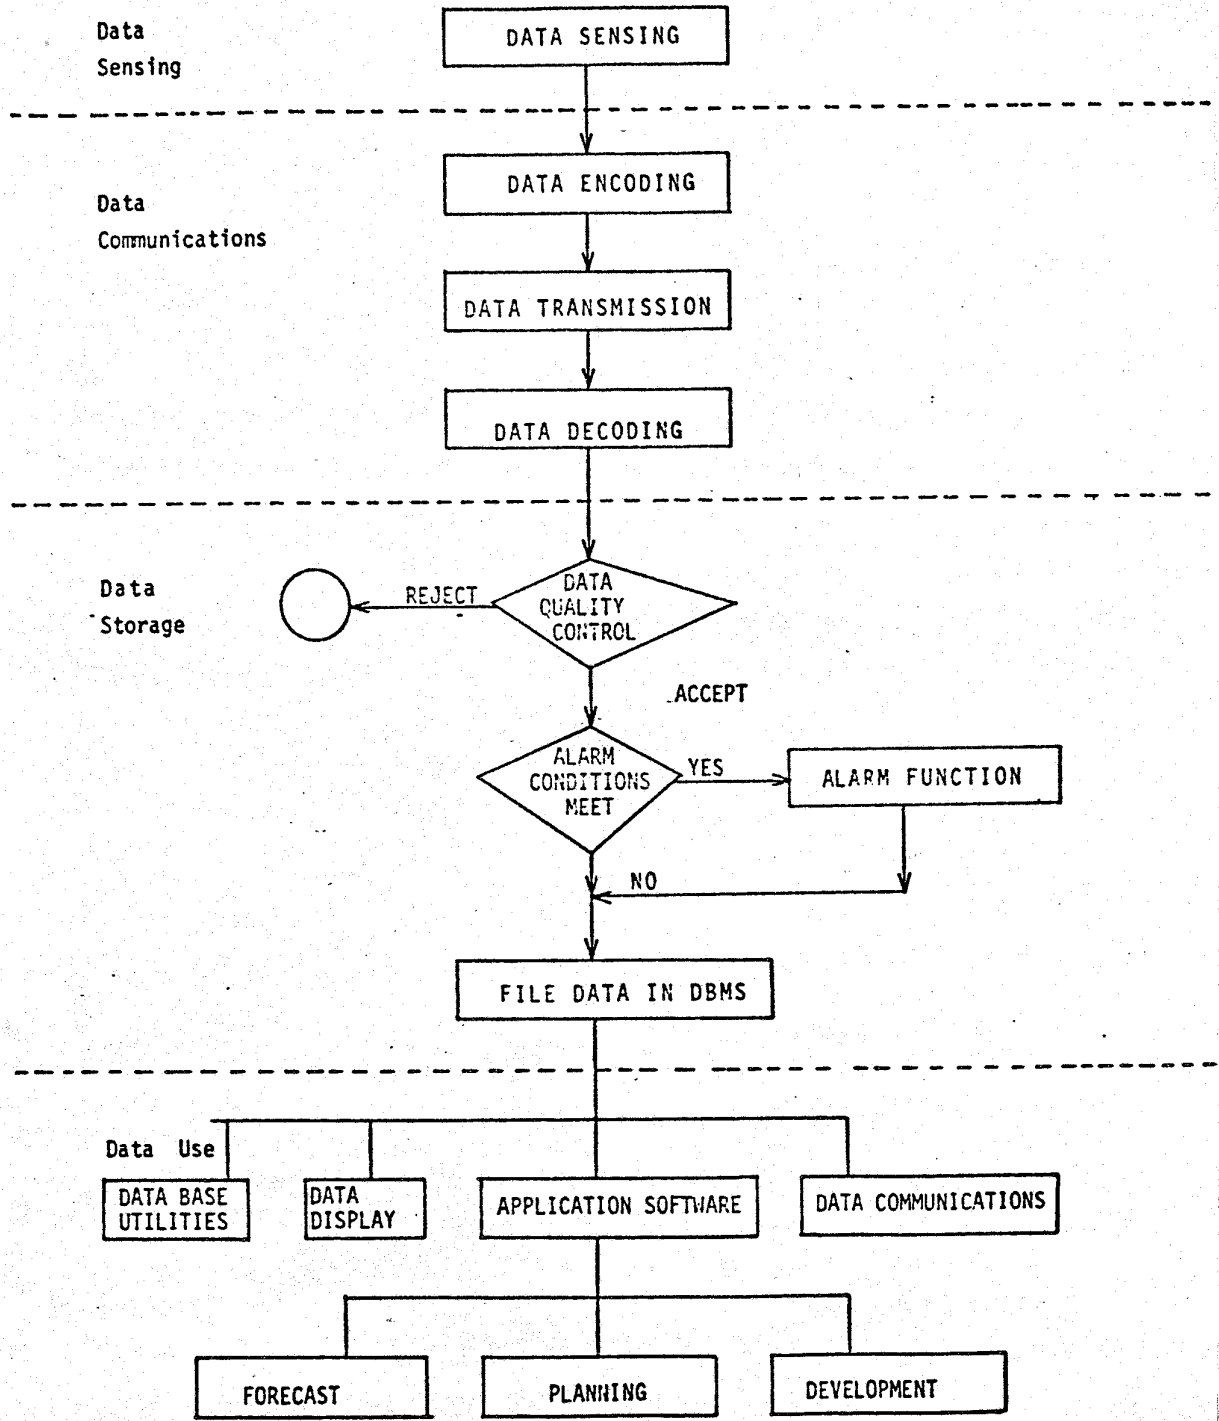 Data
Sensing
DATA SENSING
Data
Communications
DATA ENCODING
DATA TRANSMISSION
DATA DECODING
Data
Storage
REJECT
DATA
QUALITY
CONTROL
ACCEPT
ALARM
CONDITIONS
MEET
YES
ALARM FUNCTION
NO
FILE DATA IN DBMS
Data Use
DATA BASE
UTILITIES
DATA
DISPLAY
APPLICATION SOFTWARE
DATA COMMUNICATIONS
FORECAST
PLANNING
DEVELOPMENT